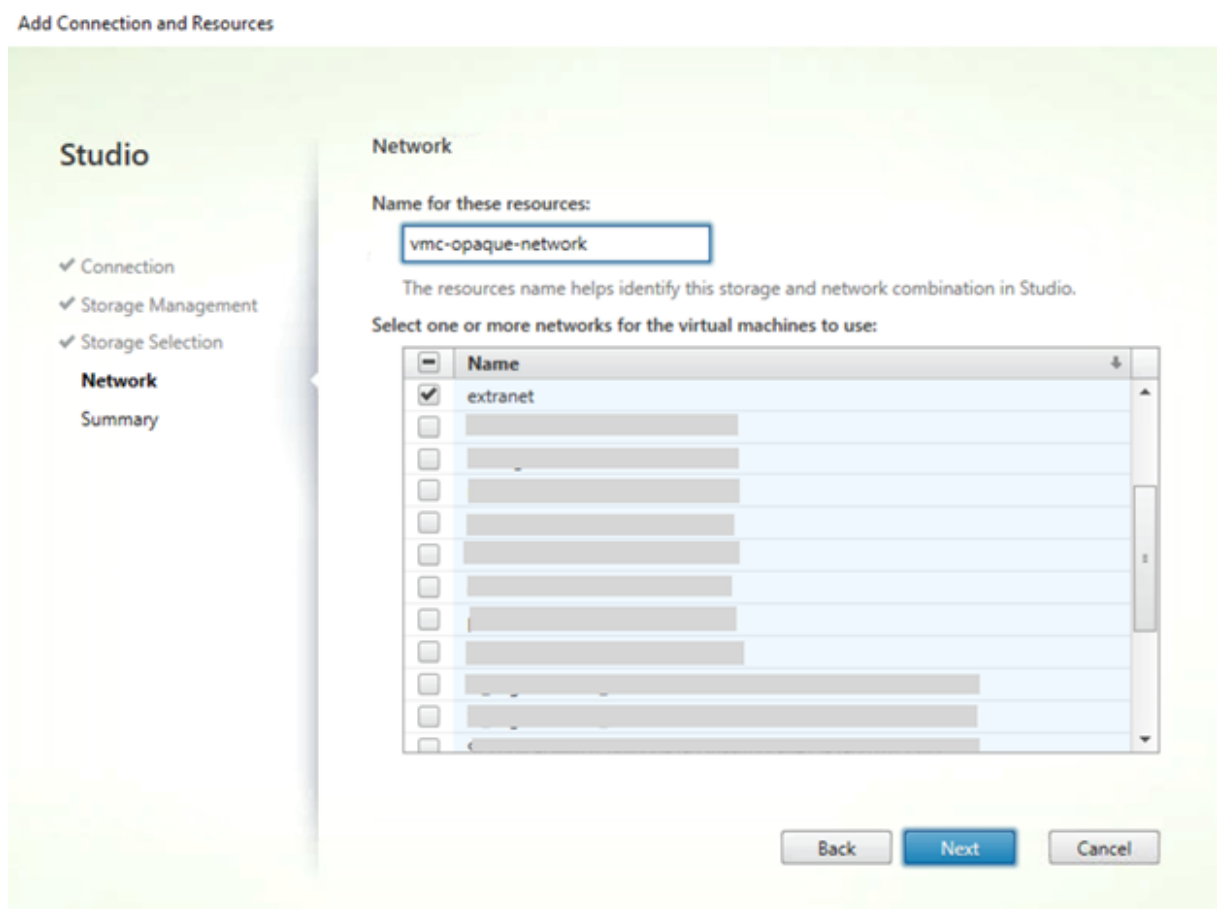 Add Connection and Resources
Studio
Connection
Storage Management
Storage Selection
Network
Summary
Network
Name for these resources:
vmc-opaque-network
The resources name helps identify this storage and network combination in Studio.
Select one or more networks for the virtual machines to use:
Name
extranet
Back
Next
Cancel